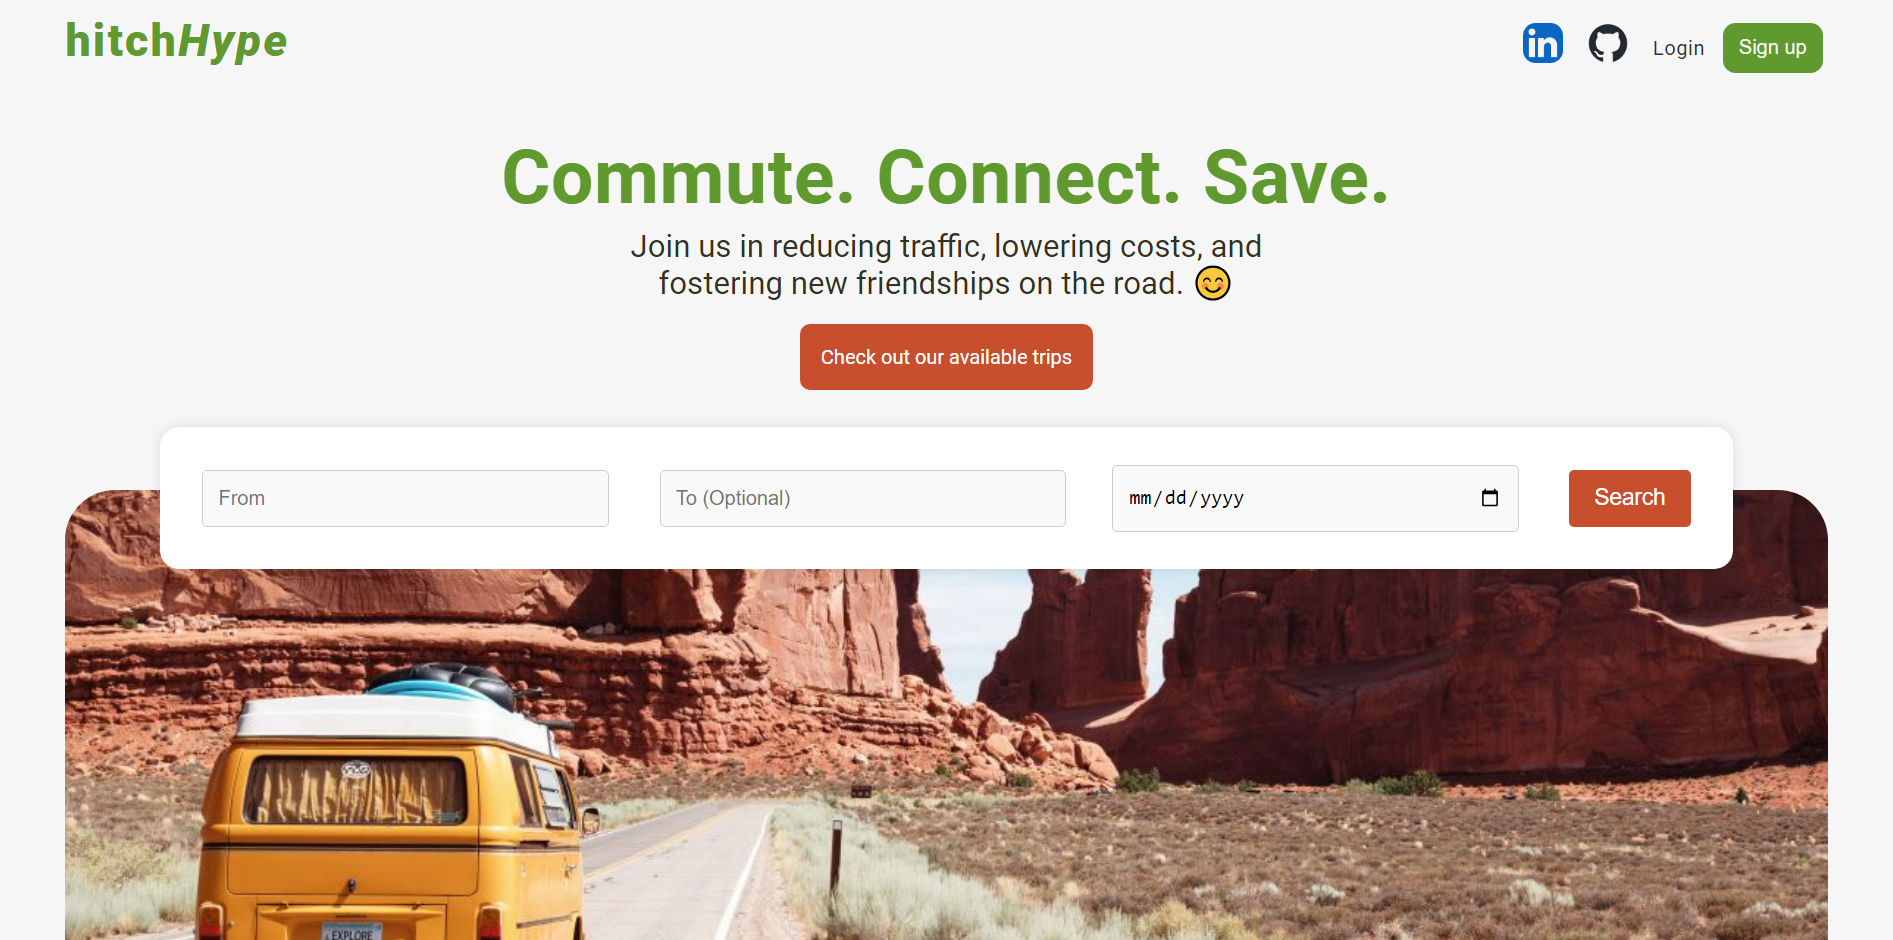 hitchHype
in
Login
Sign up
Commute. Connect. Save.
Join us in reducing traffic, lowering costs, and
fostering new friendships on the road. 😊
Check out our available trips
From
To (Optional)
mm/dd/yyyy
Search
EXPLORE